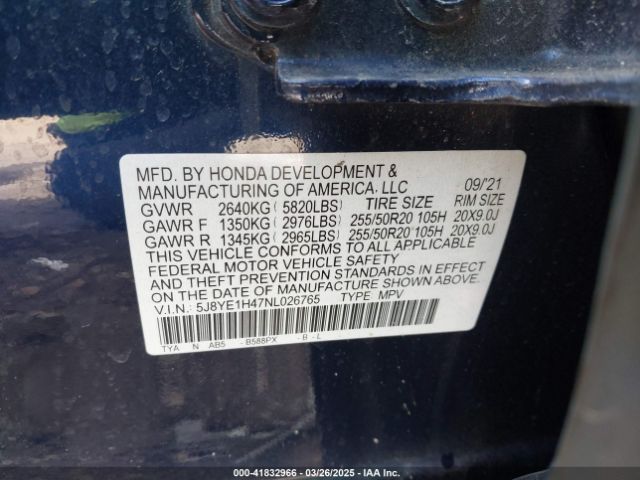 MFD. BY HONDA DEVELOPMENT &
MANUFACTURING OF AMERICA, LLC 09/'21
GVWR 2640KG ( 5820LBS) TIRE SIZE RIM SIZE
GAWR F 1350KG ( 2976LBS) 255/50R20 105H 20X9.0J
GAWR R 1345KG ( 2965LBS) 255/50R20 105H 20X9.0J
THIS VEHICLE CONFORMS TO ALL APPLICABLE
FEDERAL MOTOR VEHICLE SAFETY
AND THEFT PREVENTION STANDARDS IN EFFECT
ON THE DATE OF MANUFACTURE SHOWN ABOVE.
V.I.N.: 5J8YE1H47NL026765 TYPE: MPV
TYA N AB5 - B588PX - B - L
000-41832966 — 03/26/2025 — IAA Inc.